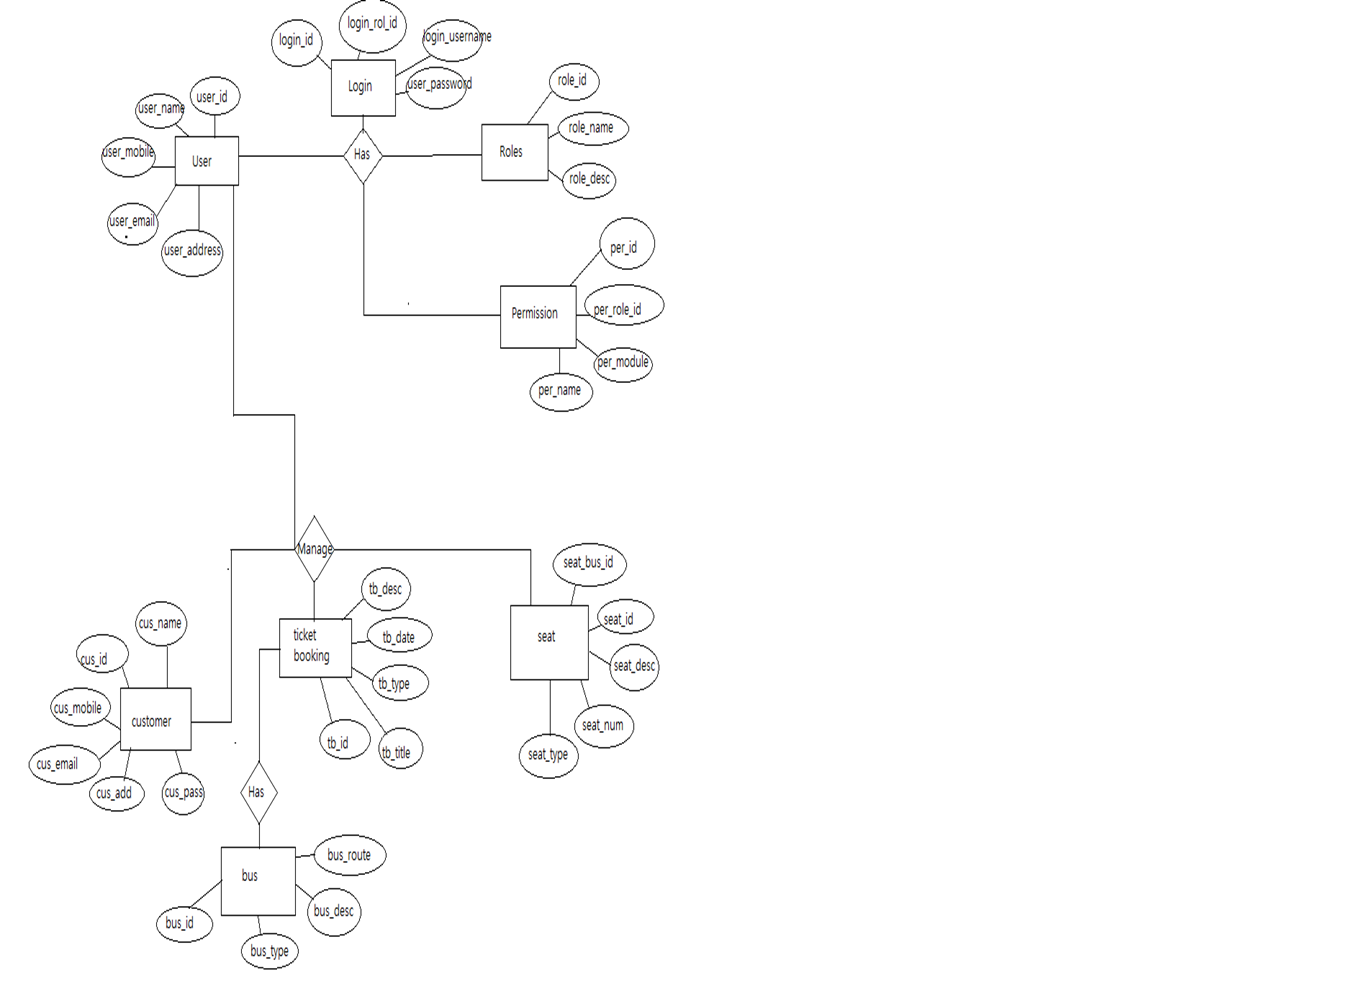 login_rol_id
login_id
login_username
Login
user_password
role_id
user_name
user_id
role_name
user_mobile
User
Has
Roles
role_desc
user_email
user_address
per_id
Permission
per_role_id
per_module
per_name
Manage
seat_bus_id
tb_desc
cus_name
ticket
booking
tb_date
seat
seat_id
cus_id
seat_desc
tb_type
cus_mobile
customer
seat_num
tb_id
tb_title
seat_type
cus_email
cus_add
cus_pass
Has
bus_route
bus
bus_desc
bus_id
bus_type